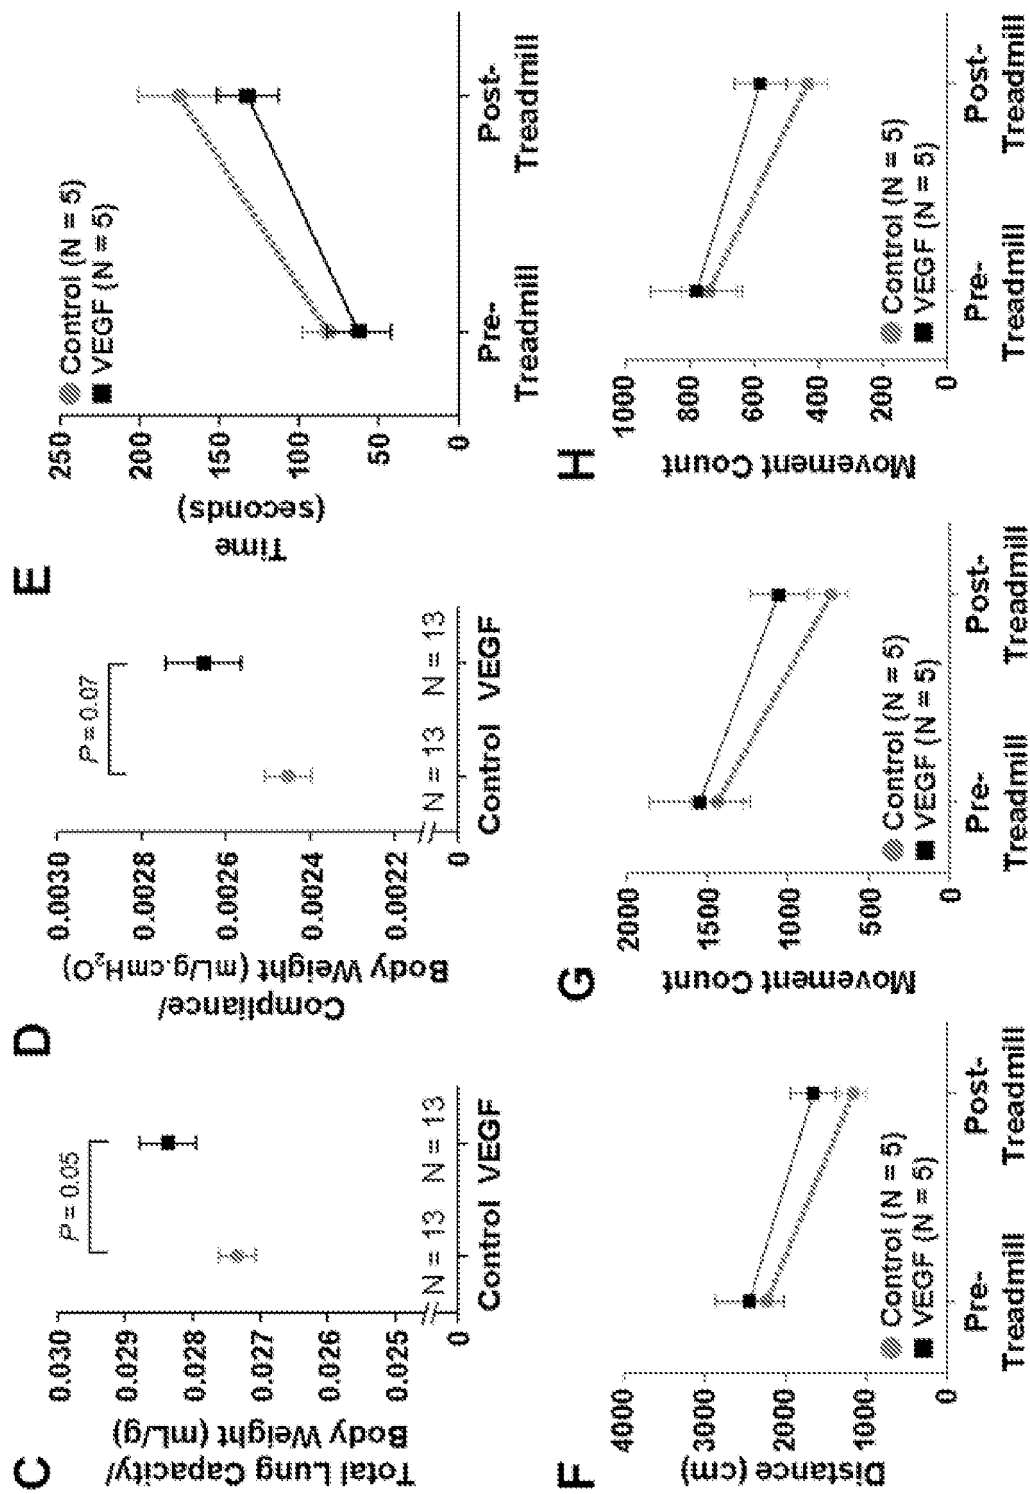 C
Total Lung Capacity/
Body Weight (mL/g)
0.030
0.029
0.028
0.027
0.026
0.025
0
P = 0.05
N = 13 N = 13
Control VEGF
D
Compliance/
Body Weight (mL/g.cmH₂O)
0.0030
0.0028
0.0026
0.0024
0.0022
0
P = 0.07
N = 13 N = 13
Control VEGF
E
Time
(seconds)
250
200
150
100
50
0
Control (N = 5)
VEGF (N = 5)
Pre-
Treadmill
Post-
Treadmill
F
Distance (cm)
4000
3000
2000
1000
0
Control (N = 5)
VEGF (N = 5)
Pre-
Treadmill
Post-
Treadmill
G
Movement Count
2000
1500
1000
500
0
Control (N = 5)
VEGF (N = 5)
Pre-
Treadmill
Post-
Treadmill
H
Movement Count
1000
800
600
400
200
0
Control (N = 5)
VEGF (N = 5)
Pre-
Treadmill
Post-
Treadmill